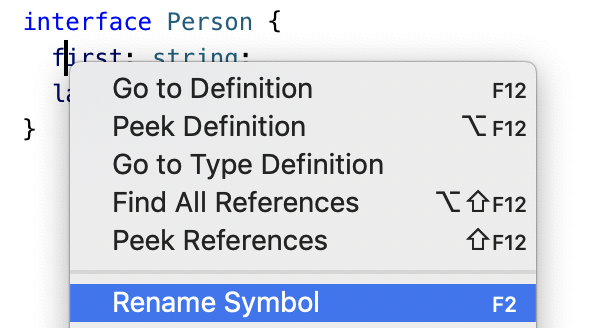 interface Person {
first: string;
}
Go to Definition F12
Peek Definition ⌥F12
Go to Type Definition
Find All References ⌥⇧F12
Peek References ⇧F12
Rename Symbol F2